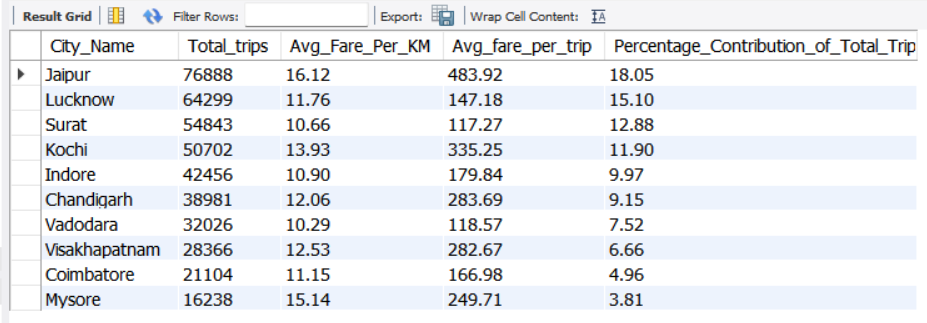 Result Grid Filter Rows: Export: Wrap Cell Content: IA
City_Name Total_trips Avg_Fare_Per_KM Avg_fare_per_trip Percentage_Contribution_of_Total_Trip
Jaipur 76888 16.12 483.92 18.05
Lucknow 64299 11.76 147.18 15.10
Surat 54843 10.66 117.27 12.88
Kochi 50702 13.93 335.25 11.90
Indore 42456 10.90 179.84 9.97
Chandigarh 38981 12.06 283.69 9.15
Vadodara 32026 10.29 118.57 7.52
Visakhapatnam 28366 12.53 282.67 6.66
Coimbatore 21104 11.15 166.98 4.96
Mysore 16238 15.14 249.71 3.81